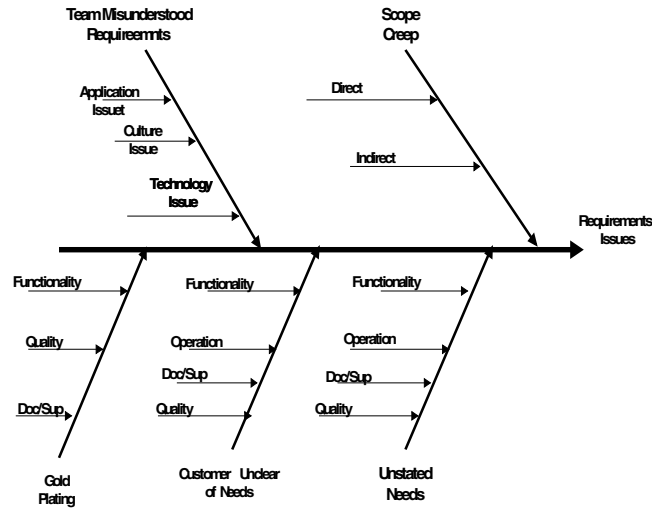 Team Misunderstood
Requireemnts
Scope
Creep
Application
Issuet
Culture
Issue
Technology
Issue
Direct
Indirect
Requirements
Issues
Functionality
Quality
Doc/Sup
Gold
Plating
Functionality
Operation
Doc/Sup
Quality
Customer Unclear
of Needs
Functionality
Operation
Doc/Sup
Quality
Unstated
Needs